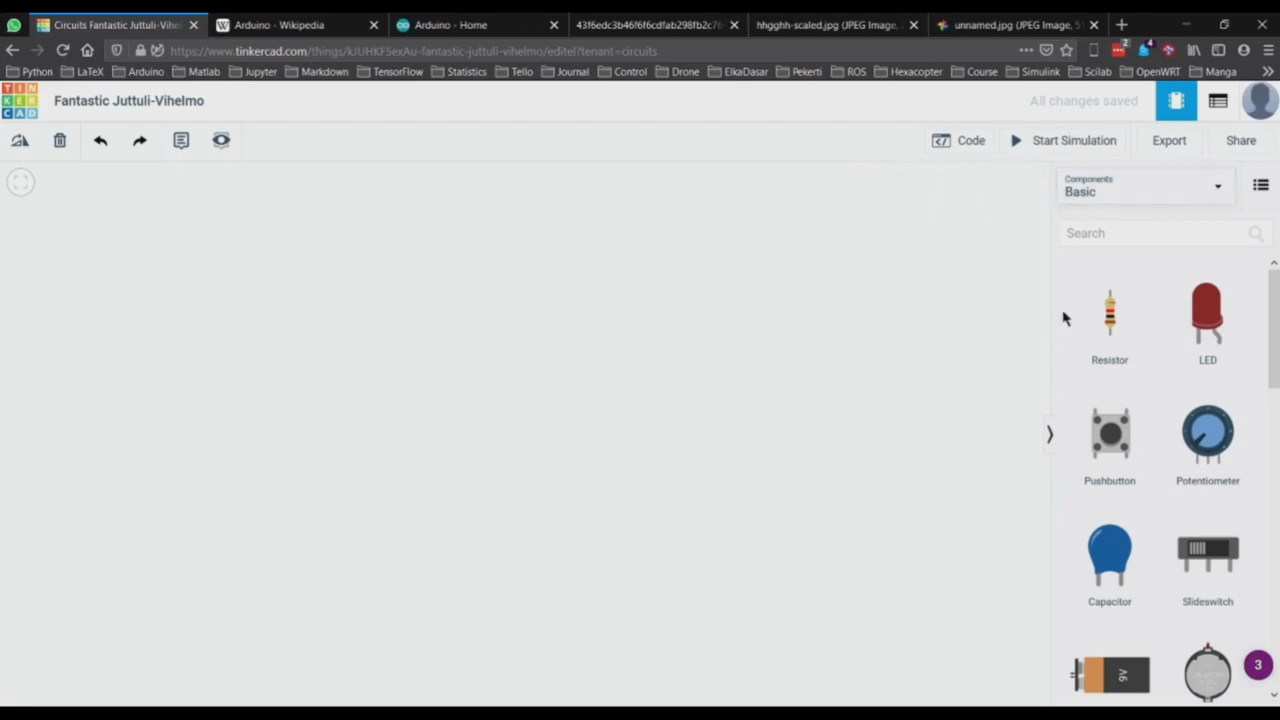 Circuits Fantastic Juttuli-Vihel
Arduino - Wikipedia
Arduino - Home
43f6edc3b46f6f6cdfab298fb2c76
hhgghh-scaled.jpg (JPEG Image,
unnamed.jpg (JPEG Image, 5
https://www.tinkercad.com/things/kJUHKF5exAu-fantastic-juttuli-vihelmo/editel?tenant=circuits
2
4
Python
LaTeX
Arduino
Matlab
Jupyter
Markdown
TensorFlow
Statistics
Tello
Journal
Control
Drone
ElkaDasar
Pekerti
ROS
Hexacopter
Course
Simulink
Scilab
OpenWRT
Manga
TIN
KER
CAD
Fantastic Juttuli-Vihelmo
All changes saved
Code
Start Simulation
Export
Share
Components
Basic
Search
Resistor
LED
Pushbutton
Potentiometer
Capacitor
Slideswitch
9V
3